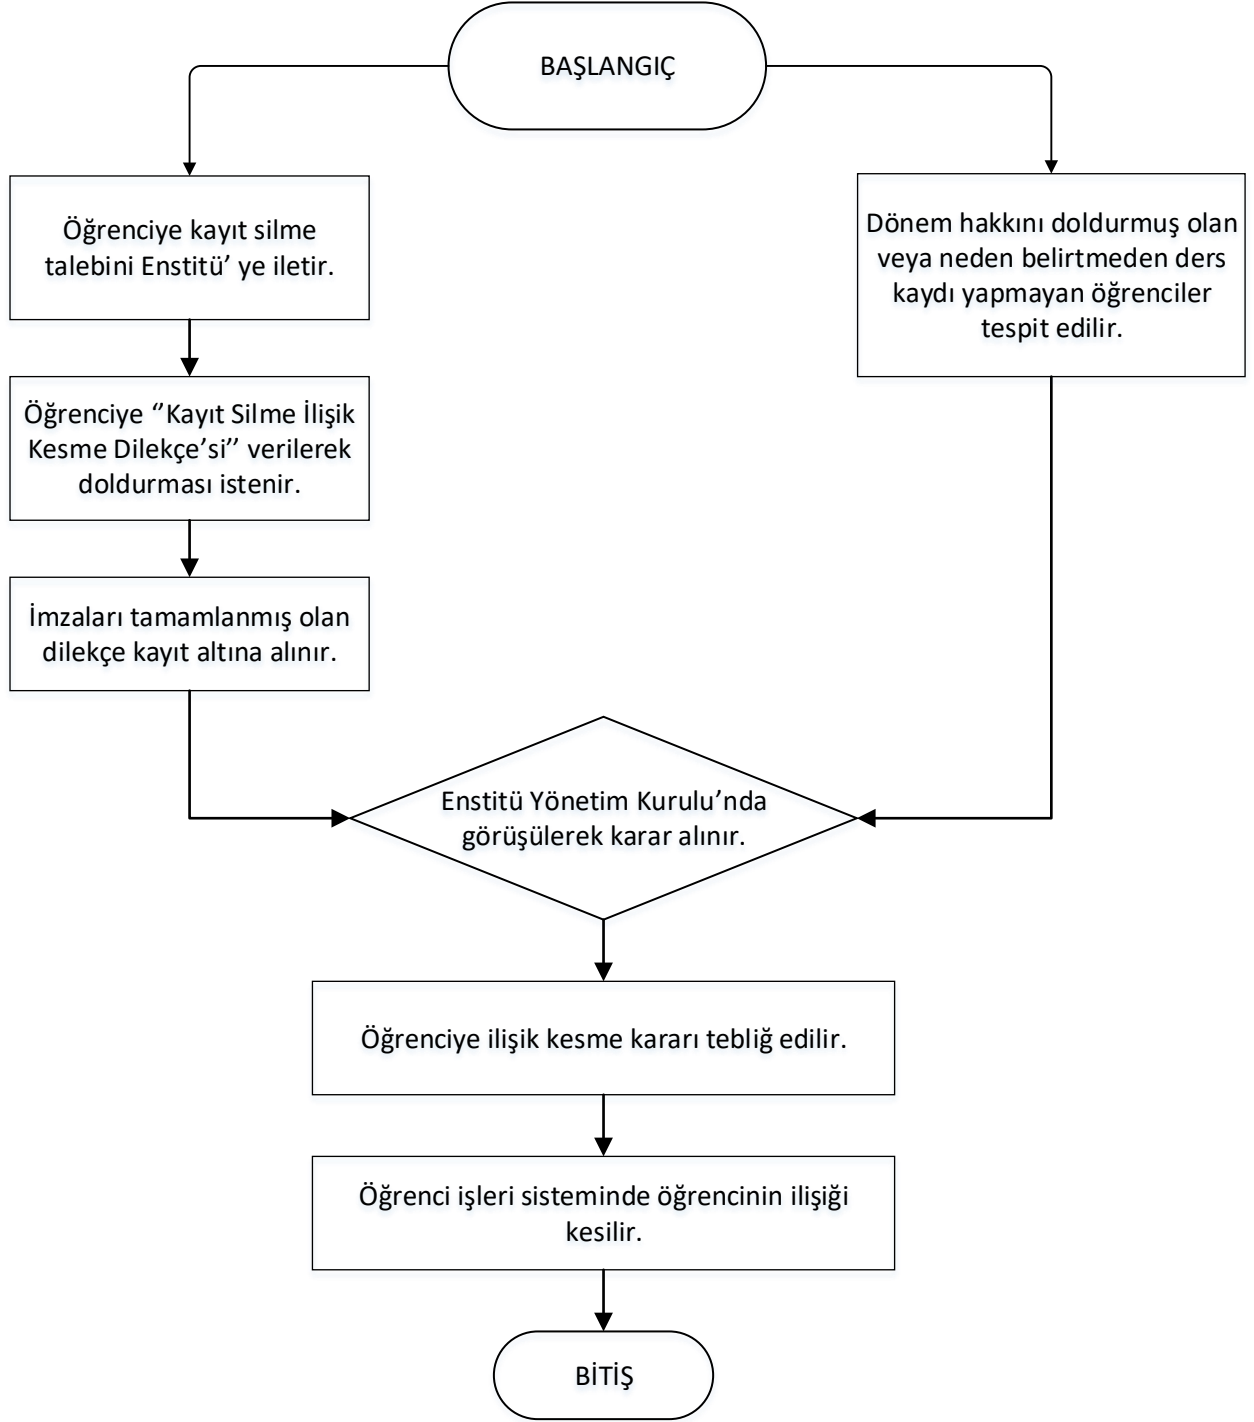 BAŞLANGIÇ
Öğrenciye kayıt silme
talebini Enstitü’ ye iletir.
Dönem hakkını doldurmuş olan
veya neden belirtmeden ders
kaydı yapmayan öğrenciler
tespit edilir.
Öğrenciye ‘’Kayıt Silme İlişik
Kesme Dilekçe’si’’ verilerek
doldurması istenir.
İmzaları tamamlanmış olan
dilekçe kayıt altına alınır.
Enstitü Yönetim Kurulu’nda
görüşülerek karar alınır.
Öğrenciye ilişik kesme kararı tebliğ edilir.
Öğrenci işleri sisteminde öğrencinin ilişiği
kesilir.
BİTİŞ